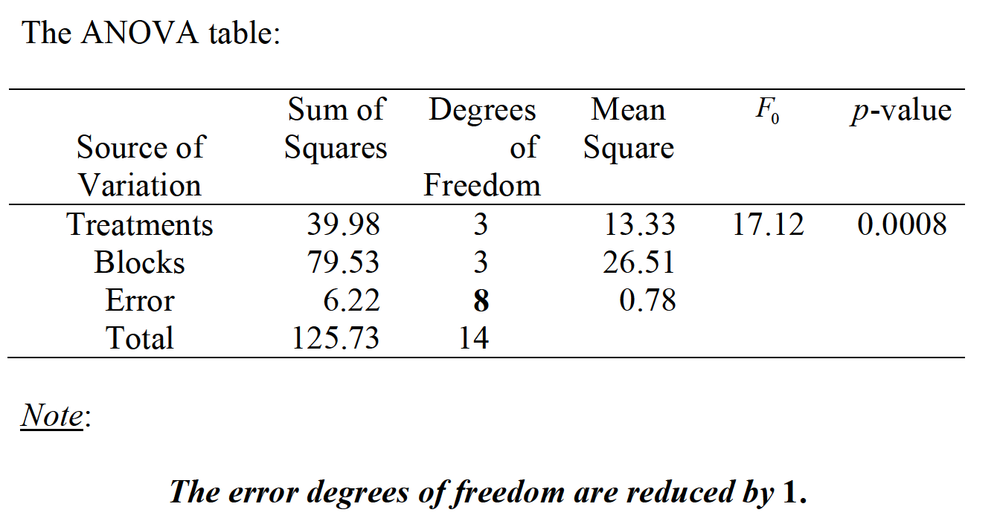 The ANOVA table:
Sum of Degrees Mean F0 p-value
Source of Squares of Square
Variation Freedom
Treatments 39.98 3 13.33 17.12 0.0008
Blocks 79.53 3 26.51
Error 6.22 8 0.78
Total 125.73 14
Note:
The error degrees of freedom are reduced by 1.